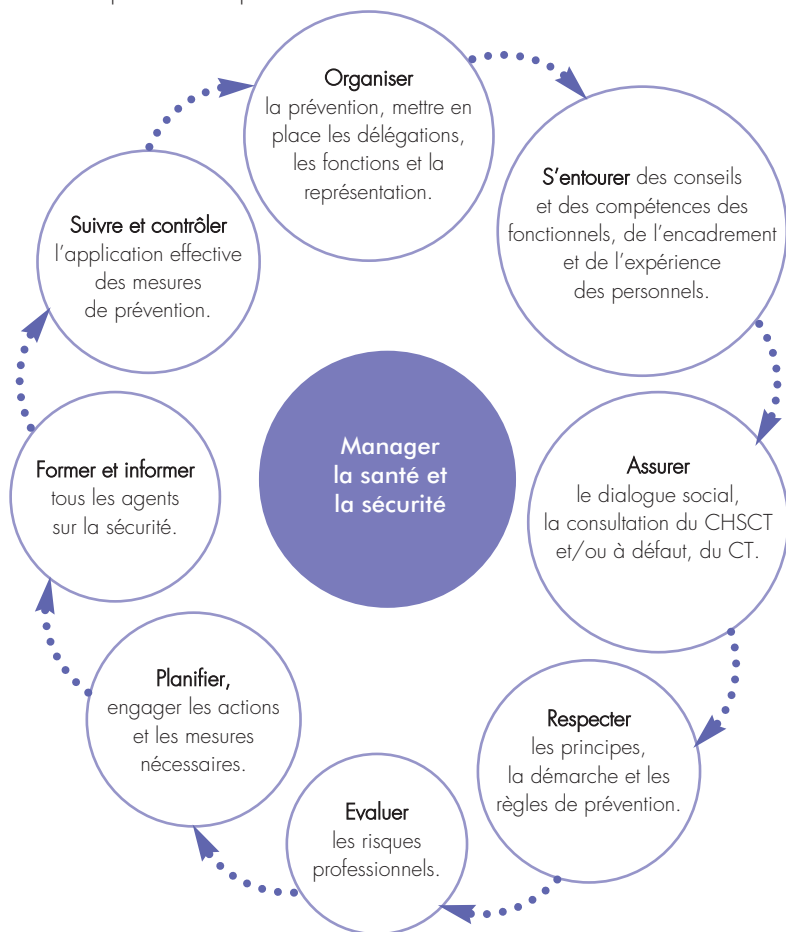 Organiser
la prévention, mettre en
place les délégations,
les fonctions et la
représentation.
S'entourer des conseils
et des compétences des
fonctionnels, de l'encadrement
et de l'expérience
des personnels.
Assurer
le dialogue social,
la consultation du CHSCT
et/ou à défaut, du CT.
Respecter
les principes,
la démarche et les
règles de prévention.
Evaluer
les risques
professionnels.
Planifier,
engager les actions
et les mesures
nécessaires.
Former et informer
tous les agents
sur la sécurité.
Suivre et contrôler
l'application effective
des mesures
de prévention.
Manager
la santé et
la sécurité